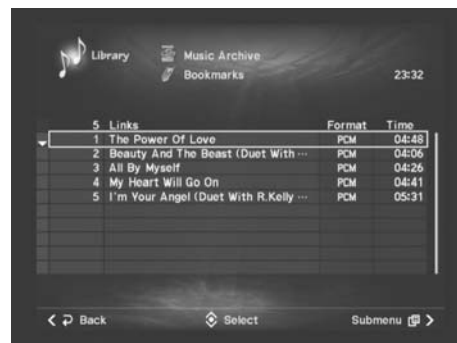 Library
Music Archive
Bookmarks
23:32
5 Links Format Time
1 The Power Of Love PCM 04:48
2 Beauty And The Beast (Duet With ⋯ PCM 04:06
3 All By Myself PCM 04:26
4 My Heart Will Go On PCM 04:41
5 I'm Your Angel (Duet With R.Kelly ⋯ PCM 05:31
Back Select Submenu